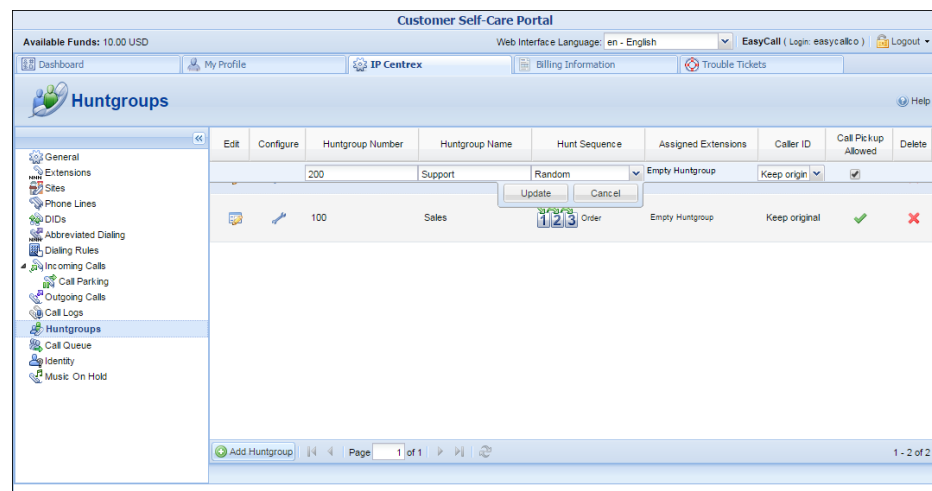 Customer Self-Care Portal
Available Funds: 10.00 USD Web Interface Language: en - English EasyCall ( Login: easycallco ) Logout
Dashboard My Profile IP Centrex Billing Information Trouble Tickets
Huntgroups Help
General
Extensions
Sites
Phone Lines
DIDs
Abbreviated Dialing
Dialing Rules
Incoming Calls
Call Parking
Outgoing Calls
Call Logs
Huntgroups
Call Queue
Identity
Music On Hold
Edit Configure Huntgroup Number Huntgroup Name Hunt Sequence Assigned Extensions Caller ID Call Pickup Allowed Delete
200 Support Random Empty Huntgroup Keep origin
Update Cancel
100 Sales 1 2 3 Order Empty Huntgroup Keep original
Add Huntgroup Page 1 of 1 1 - 2 of 2